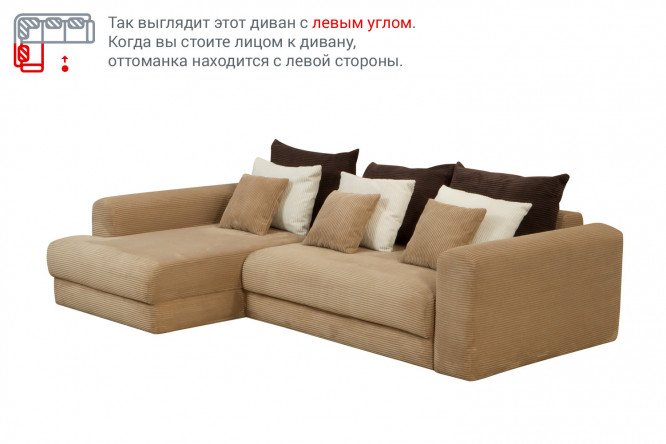 Так выглядит этот диван с левым углом.
Когда вы стоите лицом к дивану,
оттоманка находится с левой стороны.